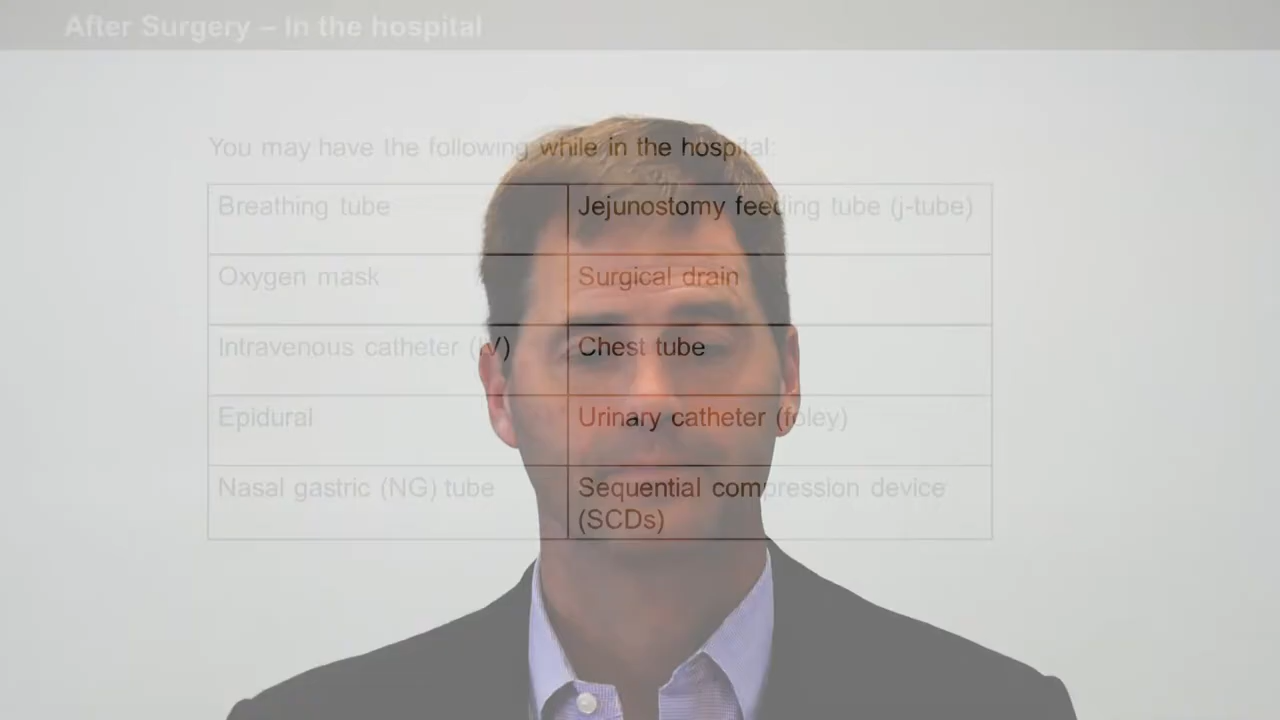 After Surgery – In the hospital
You may have the following while in the hospital:
Breathing tube
Jejunostomy feeding tube (j-tube)
Oxygen mask
Surgical drain
Intravenous catheter (IV)
Chest tube
Epidural
Urinary catheter (foley)
Nasal gastric (NG) tube
Sequential compression device
(SCDs)